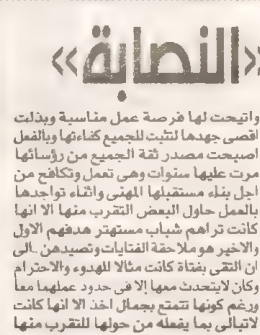 «النصابة»
واتيحت لها فرصة عمل مناسبة وبذلت
اقصى جهدها لتثبت للجميع كفاءتها وبالفعل
اصبحت مصدر ثقة الجميع من رؤسائها
مرت عليها سنوات وهى تعمل وتكافح من
اجل بناء مستقبلها المهنى واثناء تواجدها
بالعمل حاول البعض التقرب منها الا انها
كانت تراهم شباب مستهتر هدفهم الاول
والاخير هو ملاحقة الفتايات وتصيدهن ..الى
ان التقى بفتاة كانت مثالا للهدوء والاحترام
وكان لايتحدث معها إلا فى حدود عملهما معاً
ورغم كونها تتمتع بجمال اخذ الا انها كانت
لاتبالى بما يفعله من حولها للتقرب منها